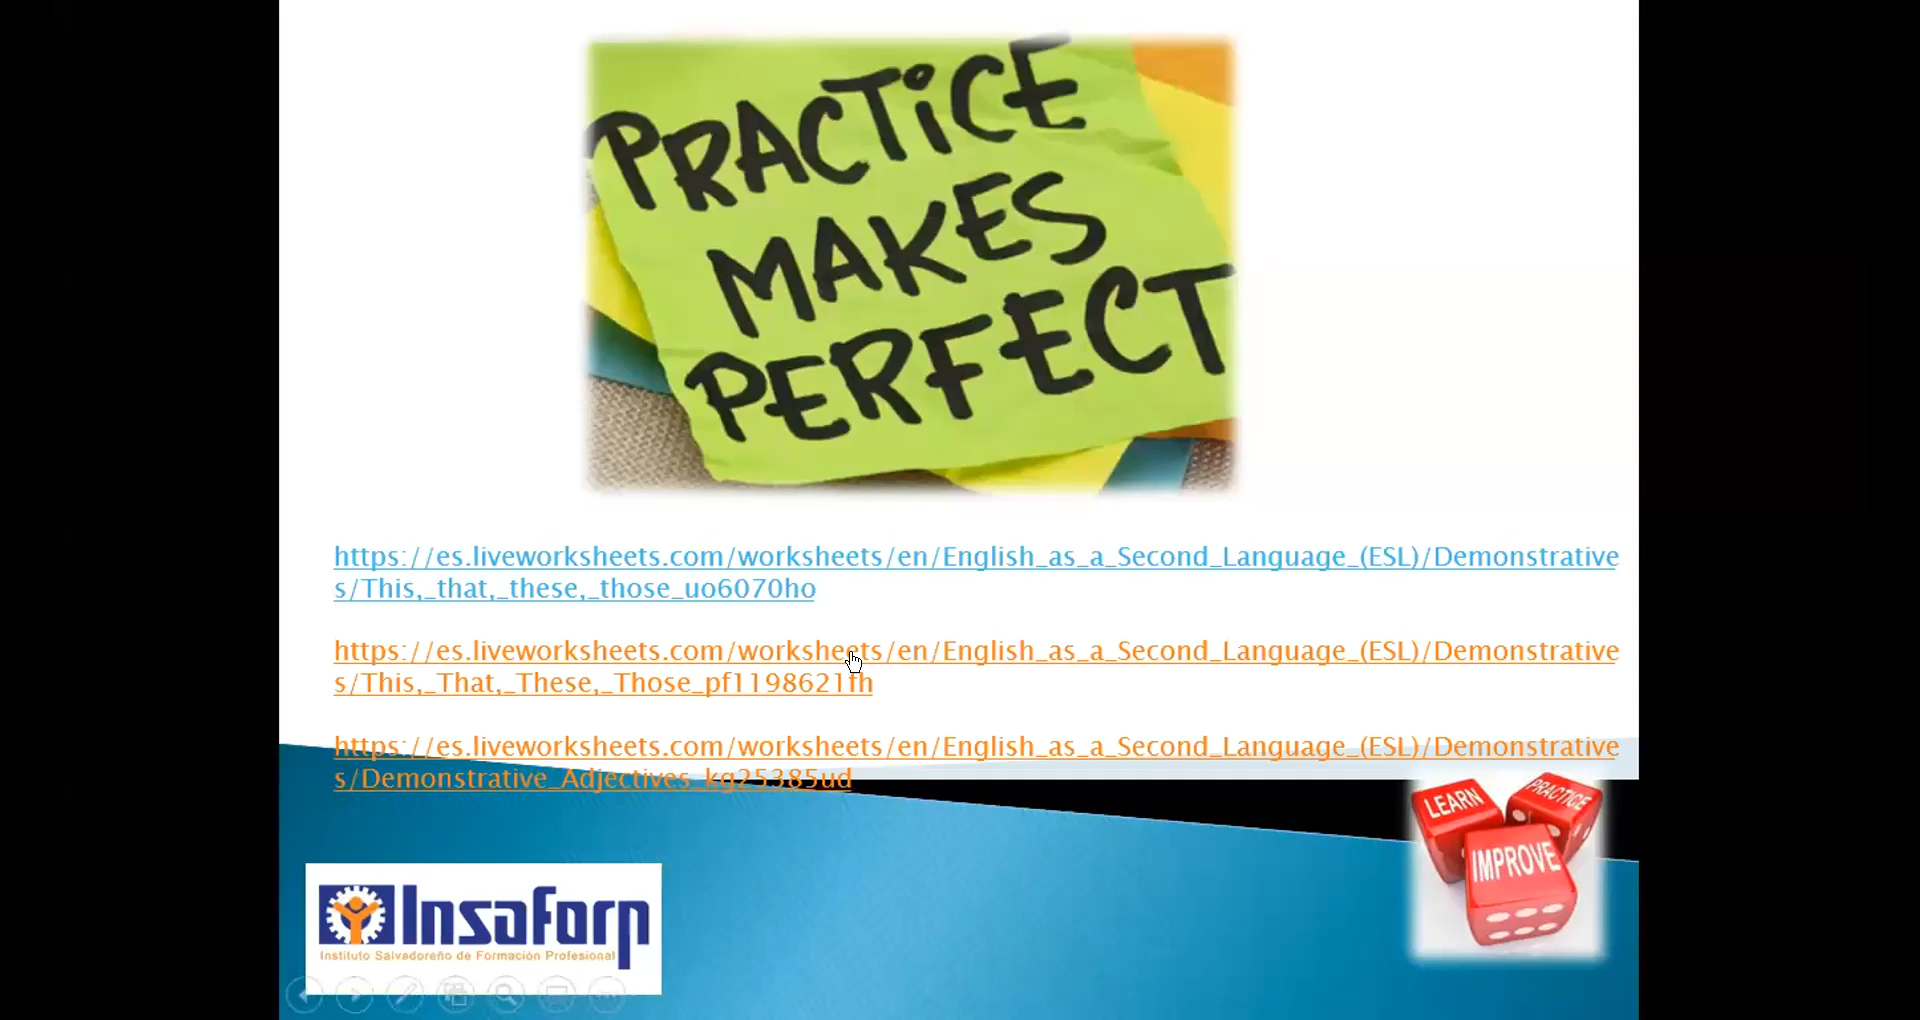 PRACTiCE
MAKES
PERFECT
https://es.liveworksheets.com/worksheets/en/English_as_a_Second_Language_(ESL)/Demonstrative
s/This,_that,_these,_those_uo6070ho
https://es.liveworksheets.com/worksheets/en/English_as_a_Second_Language_(ESL)/Demonstrative
s/This,_That,_These,_Those_pf1198621fh
https://es.liveworksheets.com/worksheets/en/English_as_a_Second_Language_(ESL)/Demonstrative
s/Demonstrative_Adjectives_kg25385ud
LEARN
PRACTICE
IMPROVE
Insaforp
Instituto Salvadoreño de Formación Profesional